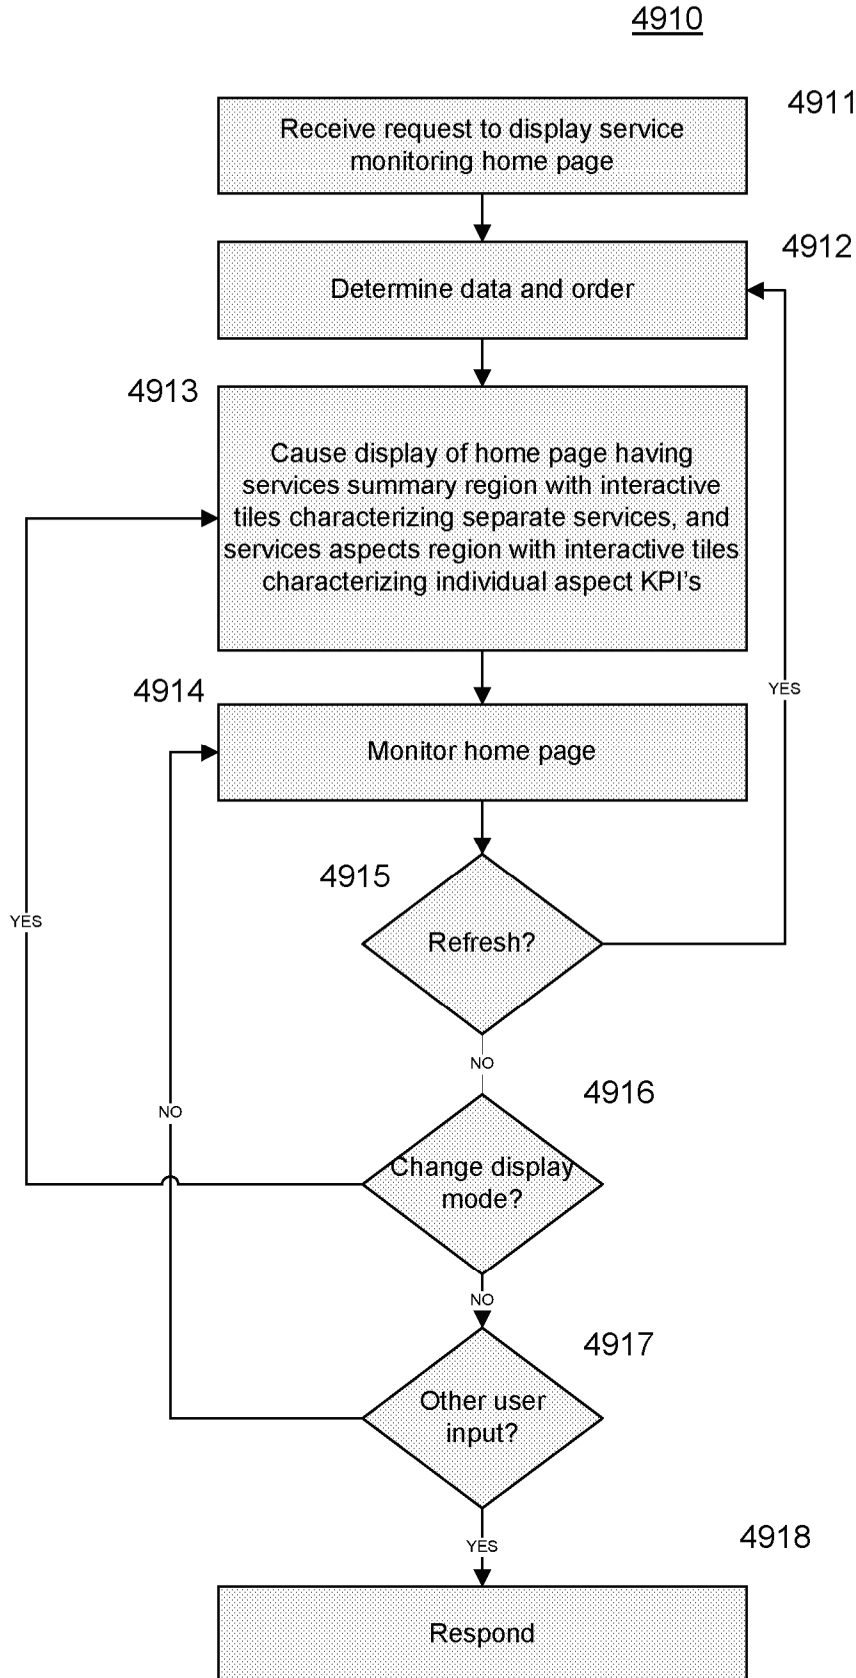 4910
4911
Receive request to display service
monitoring home page
4912
Determine data and order
4913
Cause display of home page having
services summary region with interactive
tiles characterizing separate services, and
services aspects region with interactive tiles
characterizing individual aspect KPI's
4914
YES
Monitor home page
4915
YES
Refresh?
NO
4916
NO
Change display
mode?
NO
4917
Other user
input?
YES
4918
Respond